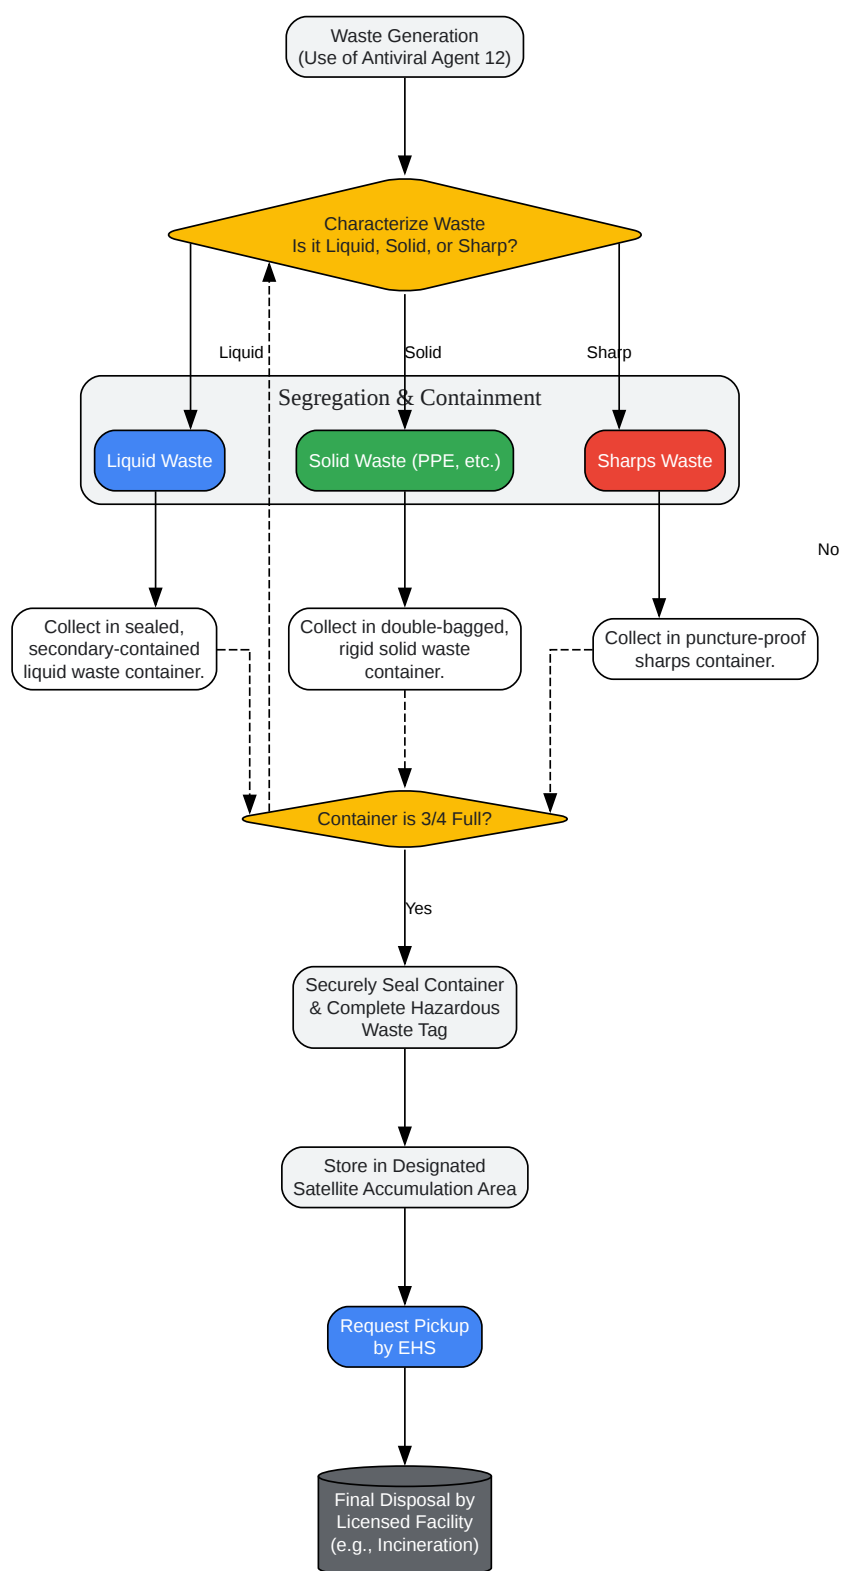 Waste Generation
(Use of Antiviral Agent 12)
Characterize Waste
Is it Liquid, Solid, or Sharp?
Liquid
Solid
Sharp
Segregation & Containment
Liquid Waste
Solid Waste (PPE, etc.)
Sharps Waste
No
Collect in sealed,
secondary-contained
liquid waste container.
Collect in double-bagged,
rigid solid waste
container.
Collect in puncture-proof
sharps container.
Container is 3/4 Full?
Yes
Securely Seal Container
& Complete Hazardous
Waste Tag
Store in Designated
Satellite Accumulation Area
Request Pickup
by EHS
Final Disposal by
Licensed Facility
(e.g., Incineration)